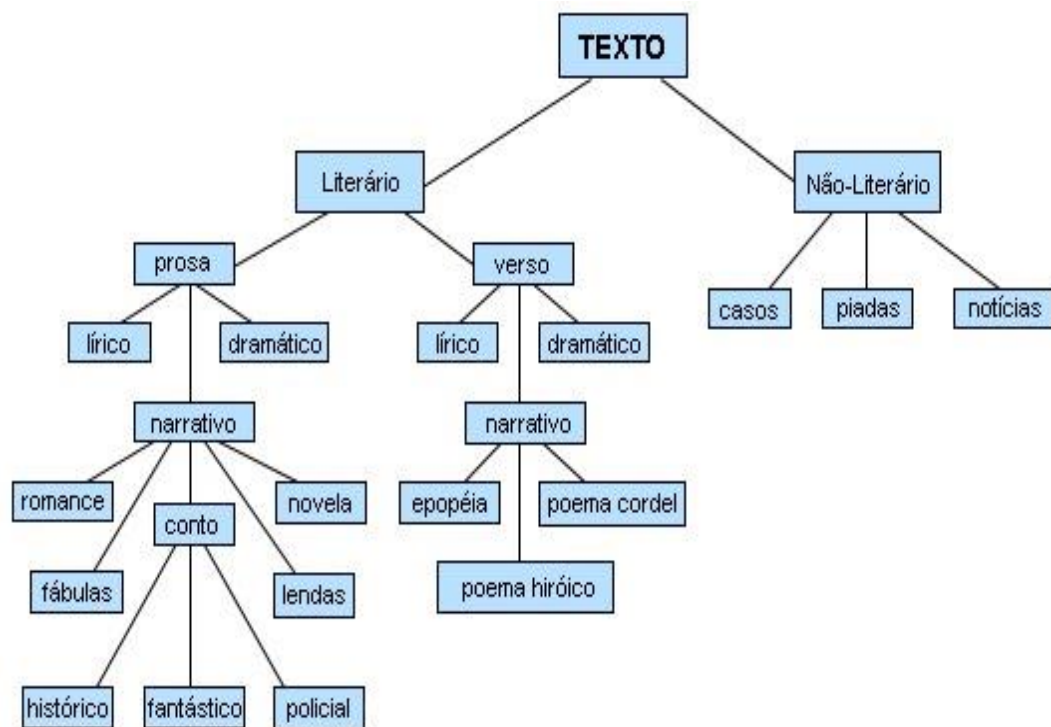 TEXTO
Literário
Não-Literário
prosa
verso
casos
piadas
notícias
lírico
dramático
lírico
dramático
narrativo
narrativo
romance
novela
epopéia
poema cordel
conto
fábulas
lendas
poema hiróico
histórico
fantástico
policial